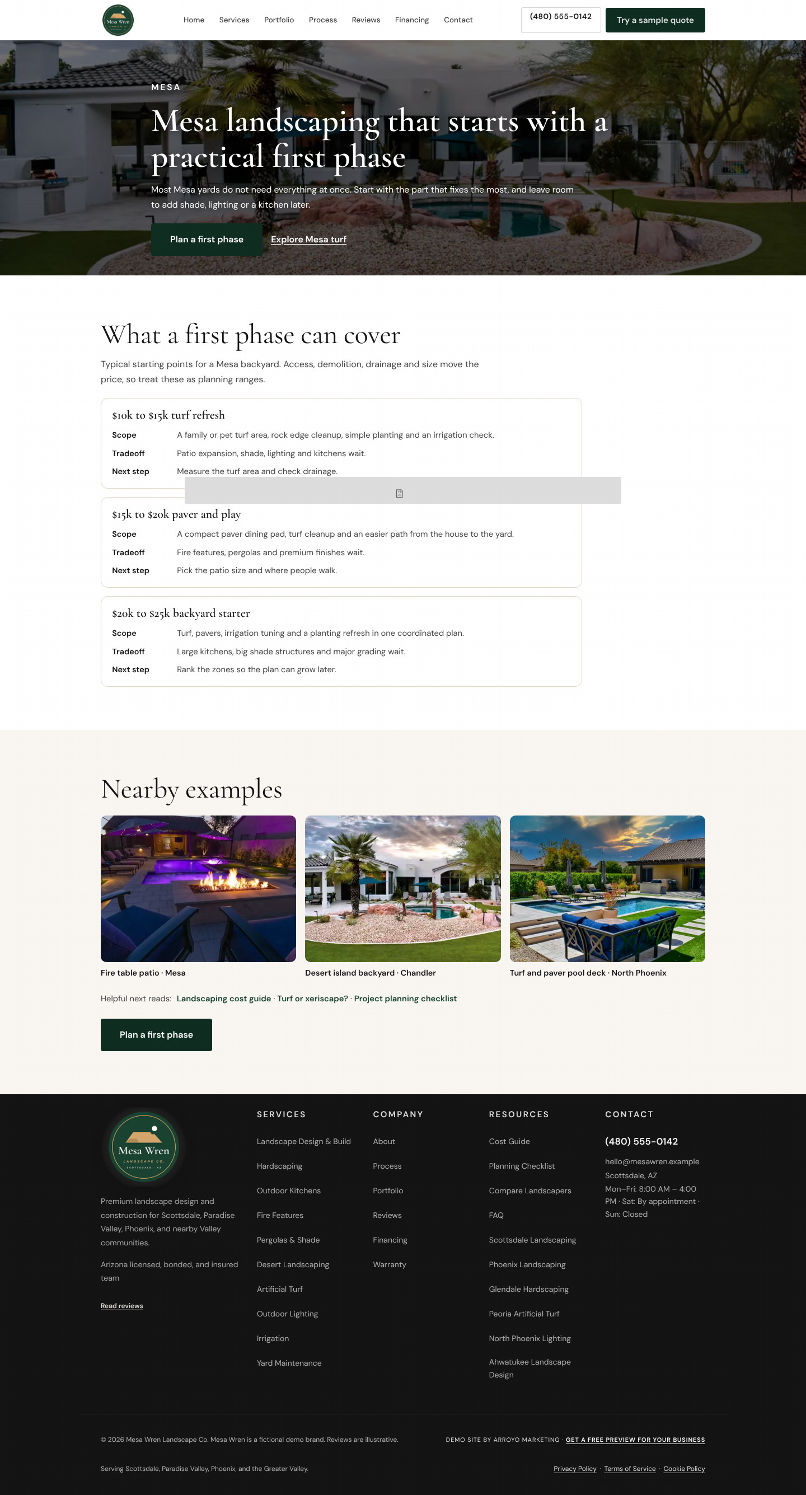 Mesa Wren
LANDSCAPE CO.
Home
Services
Portfolio
Process
Reviews
Financing
Contact
(480) 555-0142
Try a sample quote
MESA
Mesa landscaping that starts with a
practical first phase
Most Mesa yards do not need everything at once. Start with the part that fixes the most, and leave room
to add shade, lighting or a kitchen later.
Plan a first phase
Explore Mesa turf
What a first phase can cover
Typical starting points for a Mesa backyard. Access, demolition, drainage and size move the
price, so treat these as planning ranges.
$10k to $15k turf refresh
Scope A family or pet turf area, rock edge cleanup, simple planting and an irrigation check.
Tradeoff Patio expansion, shade, lighting and kitchens wait.
Next step Measure the turf area and check drainage.
$15k to $20k paver and play
Scope A compact paver dining pad, turf cleanup and an easier path from the house to the yard.
Tradeoff Fire features, pergolas and premium finishes wait.
Next step Pick the patio size and where people walk.
$20k to $25k backyard starter
Scope Turf, pavers, irrigation tuning and a planting refresh in one coordinated plan.
Tradeoff Large kitchens, big shade structures and major grading wait.
Next step Rank the zones so the plan can grow later.
Nearby examples
Fire table patio · Mesa
Desert island backyard · Chandler
Turf and paver pool deck · North Phoenix
Helpful next reads: Landscaping cost guide · Turf or xeriscape? · Project planning checklist
Plan a first phase
Mesa Wren
LANDSCAPE CO.
SCOTTSDALE · AZ
Premium landscape design and
construction for Scottsdale, Paradise
Valley, Phoenix, and nearby Valley
communities.
Arizona licensed, bonded, and insured
team
Read reviews
SERVICES
Landscape Design & Build
Hardscaping
Outdoor Kitchens
Fire Features
Pergolas & Shade
Desert Landscaping
Artificial Turf
Outdoor Lighting
Irrigation
Yard Maintenance
COMPANY
About
Process
Portfolio
Reviews
Financing
Warranty
RESOURCES
Cost Guide
Planning Checklist
Compare Landscapers
FAQ
Scottsdale Landscaping
Phoenix Landscaping
Glendale Hardscaping
Peoria Artificial Turf
North Phoenix Lighting
Ahwatukee Landscape
Design
CONTACT
(480) 555-0142
hello@mesawren.example
Scottsdale, AZ
Mon–Fri: 8:00 AM – 4:00
PM · Sat: By appointment ·
Sun: Closed
© 2026 Mesa Wren Landscape Co. Mesa Wren is a fictional demo brand. Reviews are illustrative.
DEMO SITE BY ARROYO MARKETING · GET A FREE PREVIEW FOR YOUR BUSINESS
Serving Scottsdale, Paradise Valley, Phoenix, and the Greater Valley.
Privacy Policy · Terms of Service · Cookie Policy